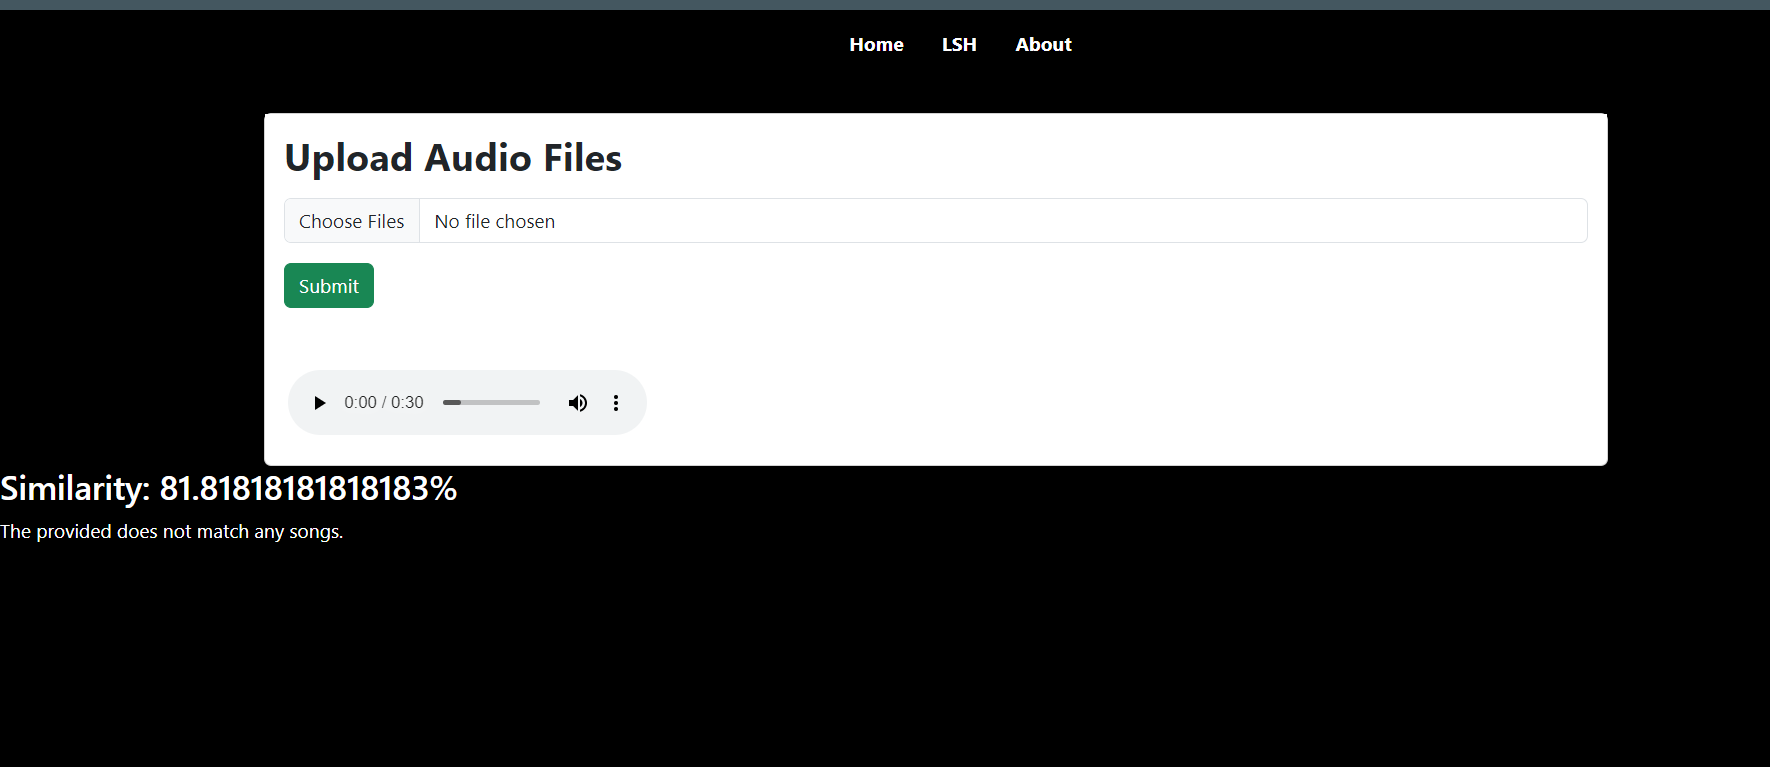 Home LSH About
Upload Audio Files
Choose Files No file chosen
Submit
0:00 / 0:30
Similarity: 81.81818181818183%
The provided does not match any songs.